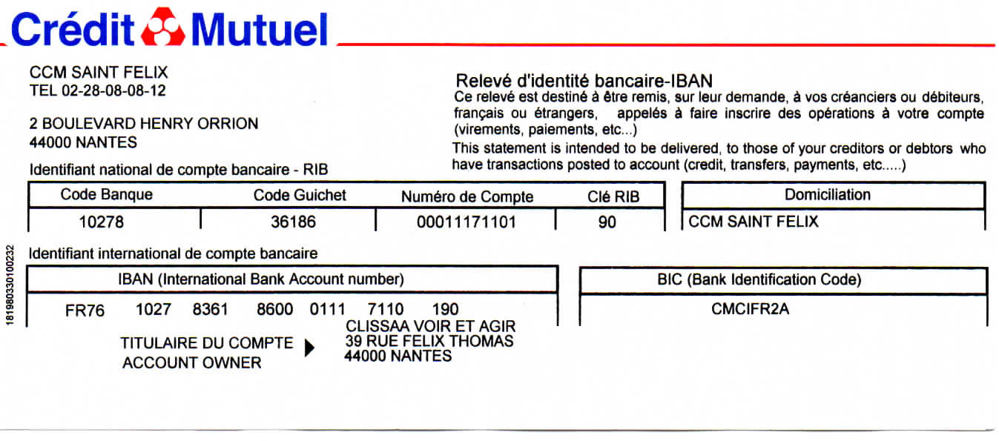 Crédit Mutuel
CCM SAINT FELIX
TEL 02-28-08-08-12
2 BOULEVARD HENRY ORRION
44000 NANTES
Relevé d'identité bancaire-IBAN
Ce relevé est destiné à être remis, sur leur demande, à vos créanciers ou débiteurs,
français ou étrangers, appelés à faire inscrire des opérations à votre compte
(virements, paiements, etc...)
This statement is intended to be delivered, to those of your creditors or debtors who
have transactions posted to account (credit, transfers, payments, etc.....)
Identifiant national de compte bancaire - RIB
Code Banque Code Guichet Numéro de Compte Clé RIB Domiciliation
10278 36186 00011171101 90 CCM SAINT FELIX
Identifiant international de compte bancaire
IBAN (International Bank Account number) BIC (Bank Identification Code)
FR76 1027 8361 8600 0111 7110 190 CMCIFR2A
TITULAIRE DU COMPTE
ACCOUNT OWNER
CLISSAA VOIR ET AGIR
39 RUE FELIX THOMAS
44000 NANTES
181980330100232